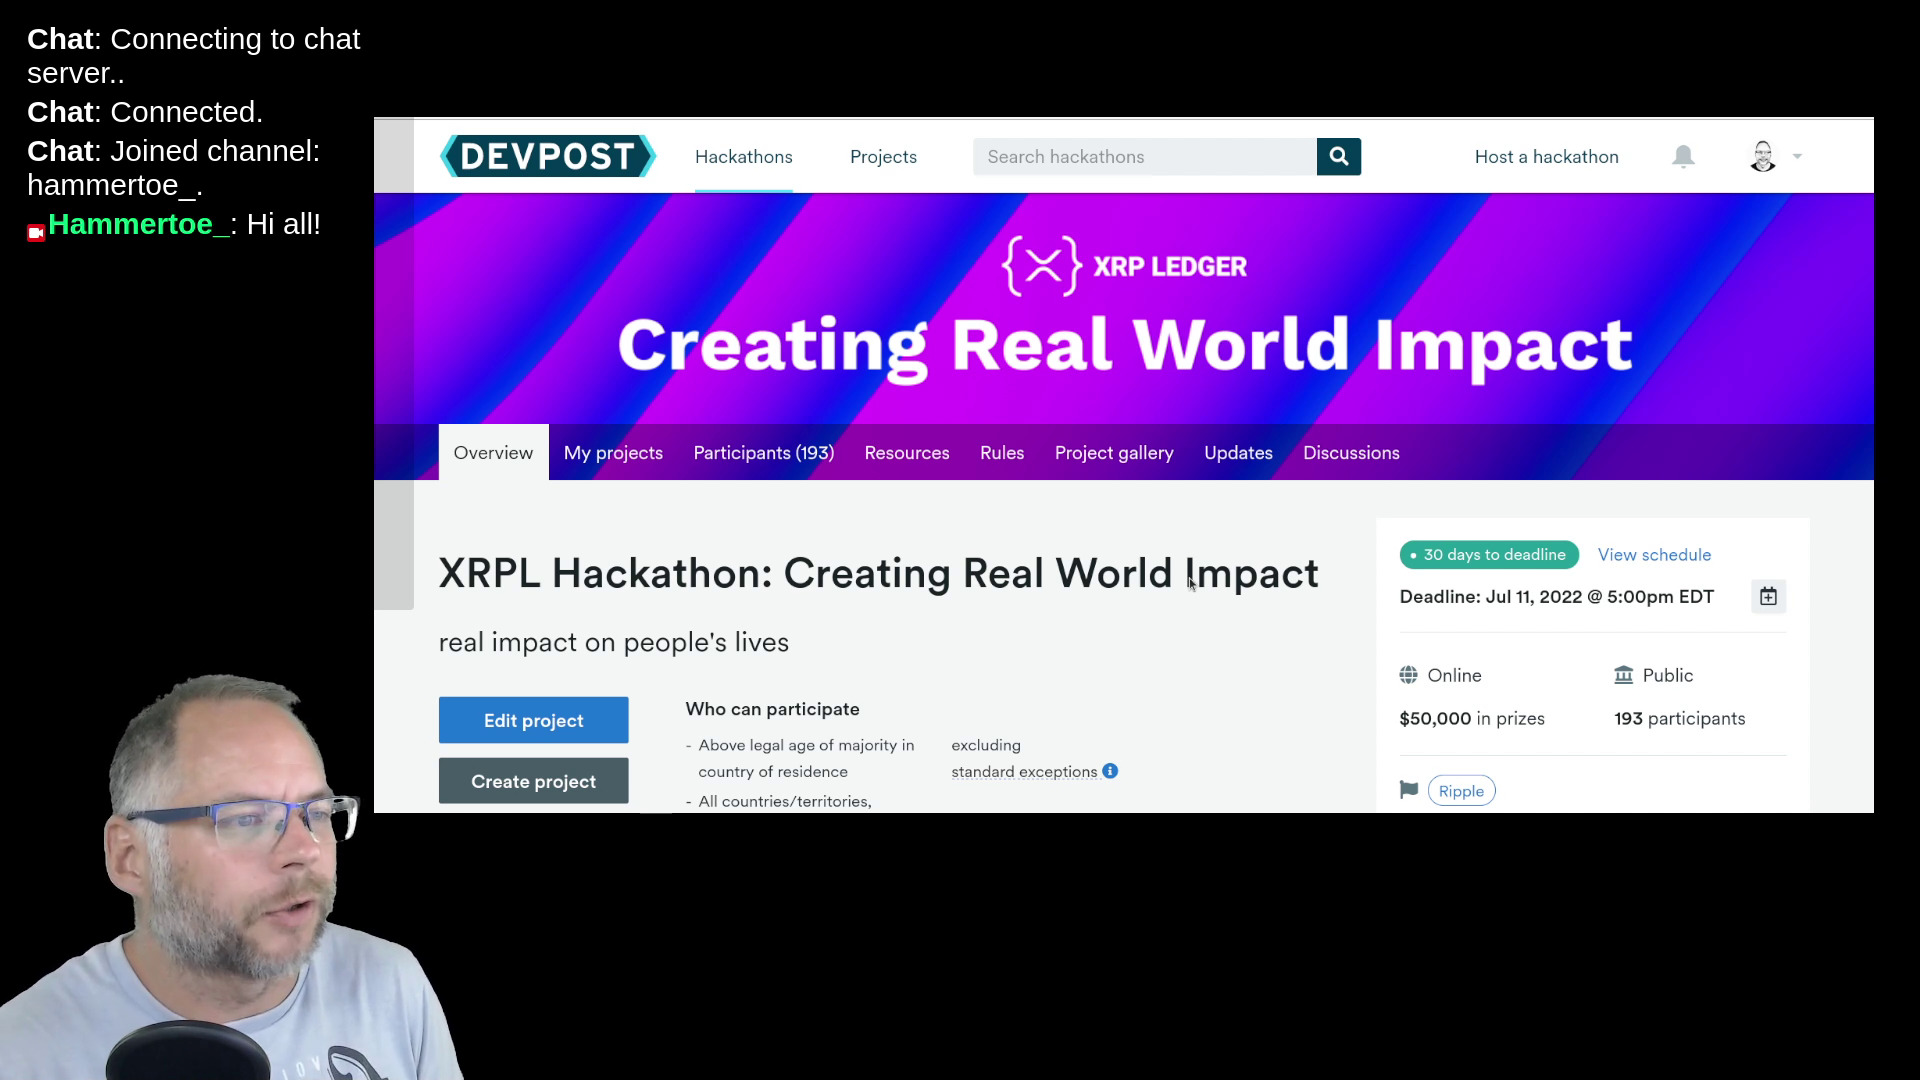 Chat: Connecting to chat
server..
Chat: Connected.
Chat: Joined channel:
hammertoe_.
Hammertoe_: Hi all!
DEVPOST
Hackathons
Projects
Search hackathons
Host a hackathon
XRP LEDGER
Creating Real World Impact
Overview
My projects
Participants (193)
Resources
Rules
Project gallery
Updates
Discussions
XRPL Hackathon: Creating Real World Impact
real impact on people's lives
Edit project
Create project
Who can participate
- Above legal age of majority in
country of residence
- All countries/territories,
excluding
standard exceptions
30 days to deadline
View schedule
Deadline: Jul 11, 2022 @ 5:00pm EDT
Online
Public
$50,000 in prizes
193 participants
Ripple